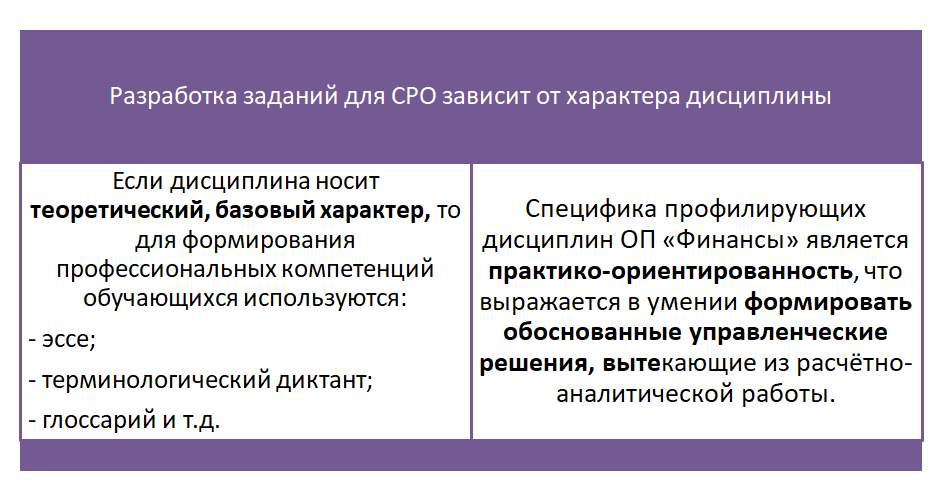 Разработка заданий для СРО зависит от характера дисциплины
Если дисциплина носит
теоретический, базовый характер, то
для формирования
профессиональных компетенций
обучающихся используются:
- эссе;
- терминологический диктант;
- глоссарий и т.д.
Специфика профилирующих
дисциплин ОП «Финансы» является
практико-ориентированность, что
выражается в умении формировать
обоснованные управленческие
решения, вытекающие из расчётно-
аналитической работы.